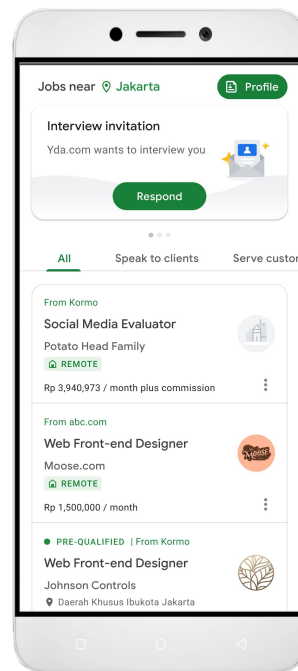 Jobs near Jakarta
Profile
Interview invitation
Yda.com wants to interview you
Respond
All
Speak to clients
Serve custon
From Kormo
Social Media Evaluator
Potato Head Family
REMOTE
Rp 3,940,973 / month plus commission
From abc.com
Web Front-end Designer
Moose.com
MOOSE
REMOTE
Rp 1,500,000 / month
PRE-QUALIFIED | From Kormo
Web Front-end Designer
Johnson Controls
Daerah Khusus Ibukota Jakarta